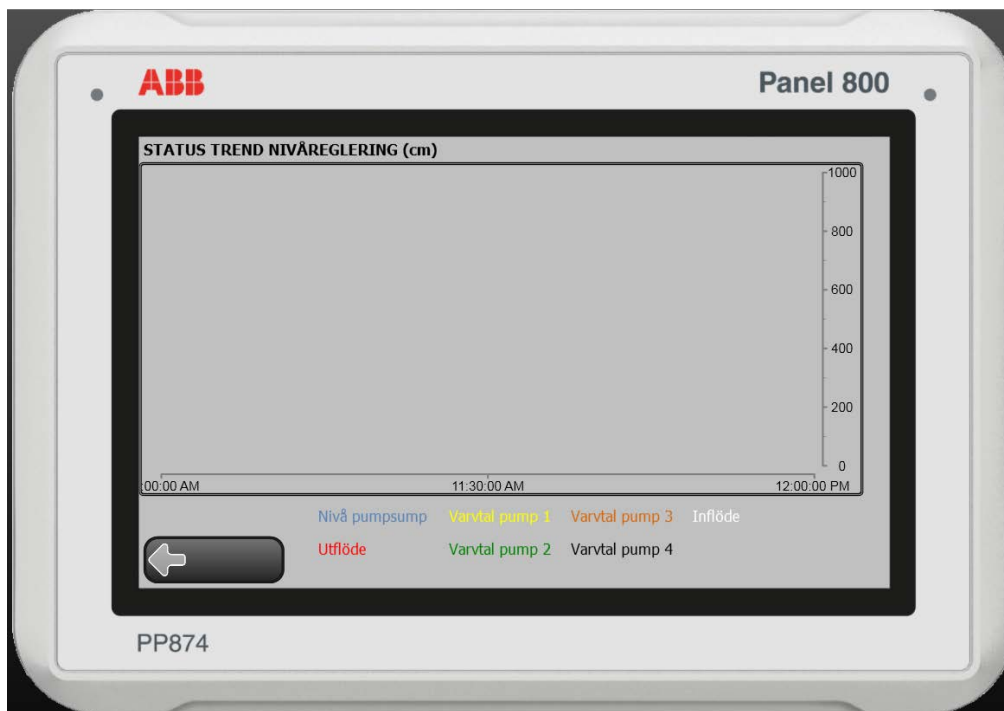 ABB
Panel 800
STATUS TREND NIVÅREGLERING (cm)
1000
800
600
400
200
0
:00:00 AM 11:30:00 AM 12:00:00 PM
Nivå pumpsump Varvtal pump 1 Varvtal pump 3 Inflöde
Utflöde Varvtal pump 2 Varvtal pump 4
PP874